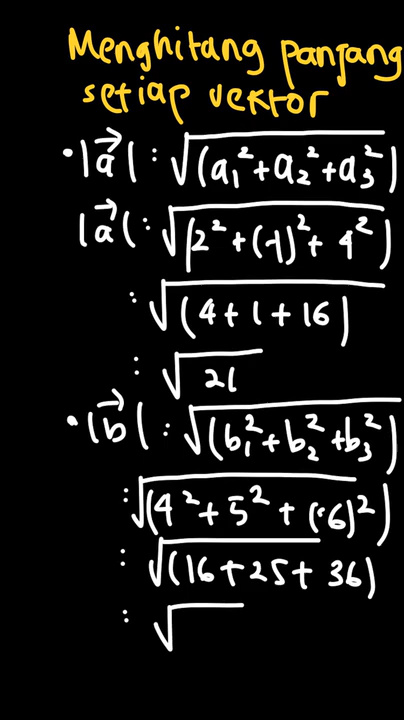 Menghitang panjang
setiap vektor
• |a⃗| : √(a₁² + a₂² + a₃²)
|a⃗| : √(2² + (-1)² + 4²)
: √(4 + 1 + 16)
: √21
• |b⃗| : √(b₁² + b₂² + b₃²)
: √(4² + 5² + (-6)²)
: √(16 + 25 + 36)
: √